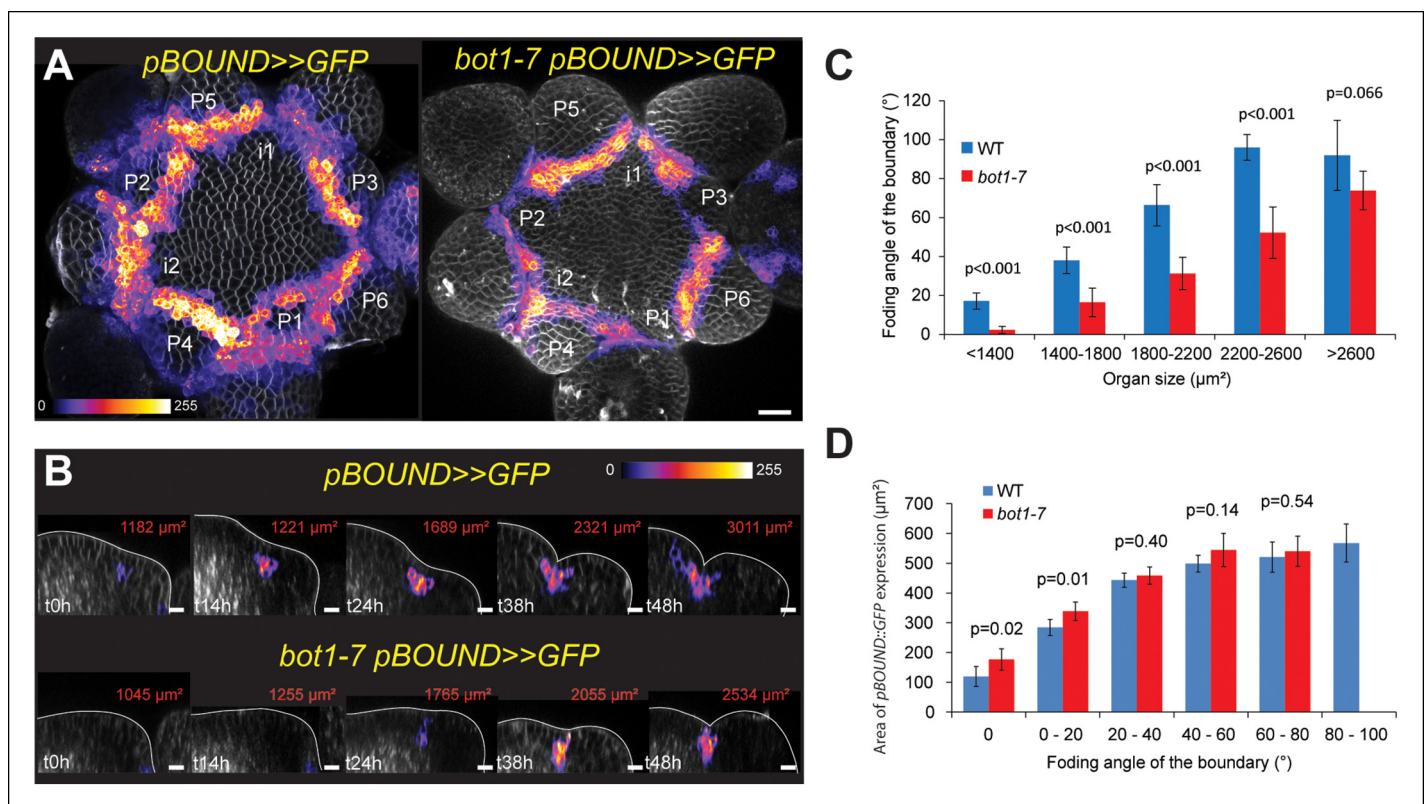 A
pBOUND>>GFP
P5
i1
P2
P3
i2
P6
P1
P4
0 255
bot1-7 pBOUND>>GFP
P5
i1
P3
P2
i2
P6
P1
P4
B
pBOUND>>GFP
0 255
1182 µm² 1221 µm² 1689 µm² 2321 µm² 3011 µm²
t0h t14h t24h t38h t48h
bot1-7 pBOUND>>GFP
1045 µm² 1255 µm² 1765 µm² 2055 µm² 2534 µm²
t0h t14h t24h t38h t48h
C
Foding angle of the boundary (°)
120
100
80
60
40
20
0
WT
bot1-7
p<0.001
p<0.001
p<0.001
p<0.001
p=0.066
<1400 1400-1800 1800-2200 2200-2600 >2600
Organ size (µm²)
D
Area of pBOUND::GFP expression (µm²)
700
600
500
400
300
200
100
0
WT
bot1-7
p=0.02
p=0.01
p=0.40
p=0.14
p=0.54
0 0 - 20 20 - 40 40 - 60 60 - 80 80 - 100
Foding angle of the boundary (°)